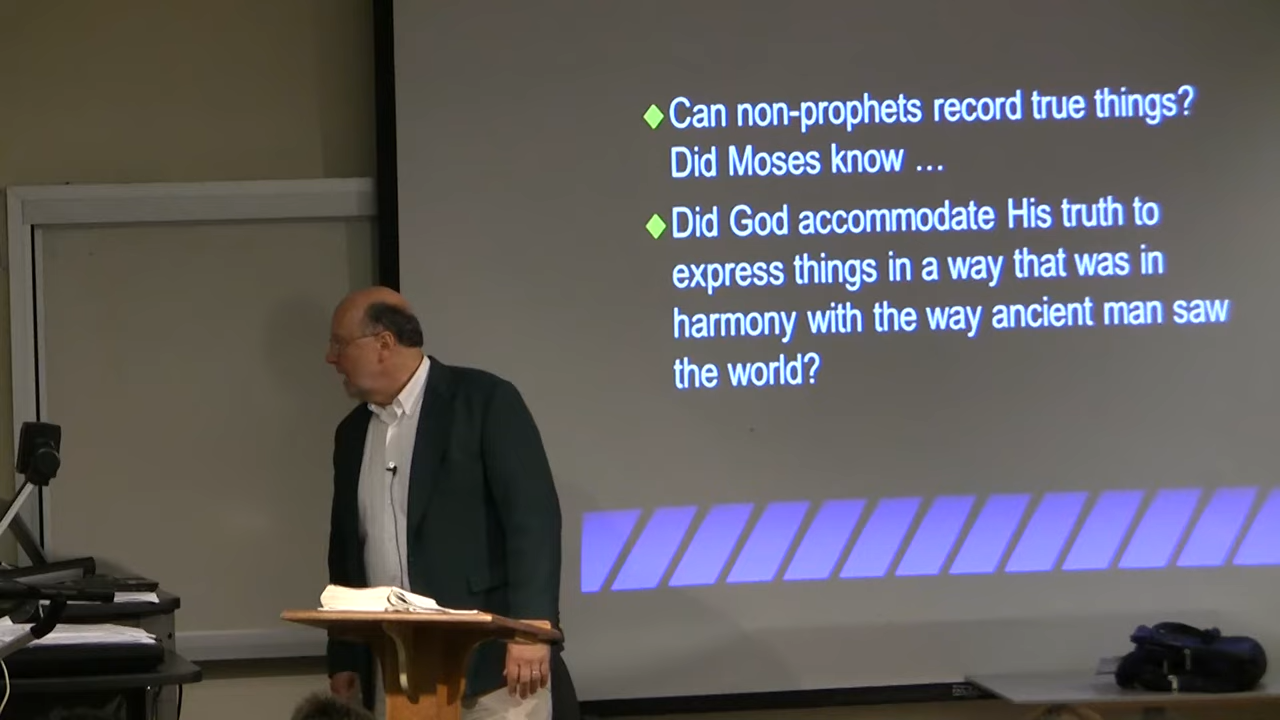 Can non-prophets record true things?
Did Moses know ...
Did God accommodate His truth to
express things in a way that was in
harmony with the way ancient man saw
the world?